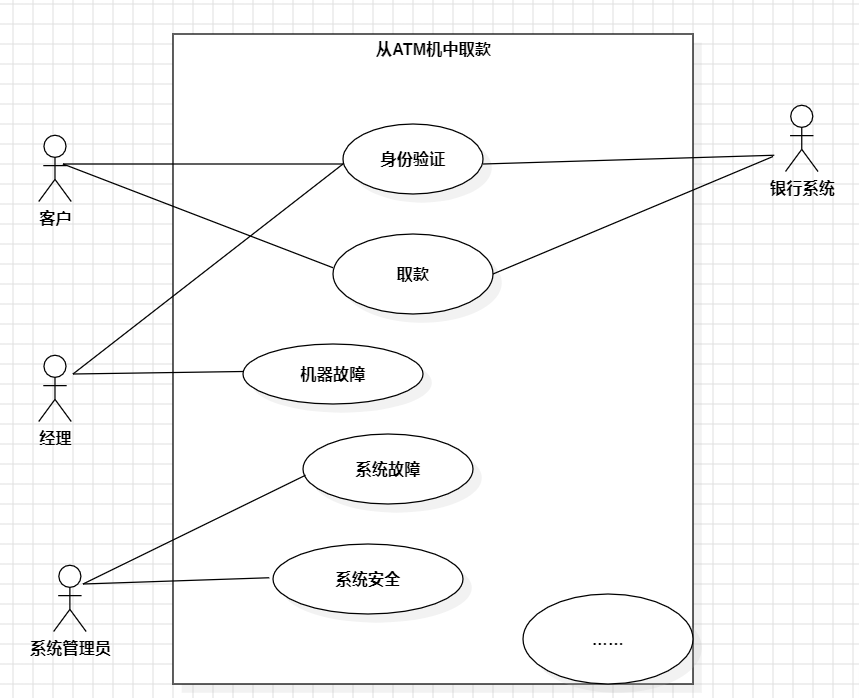 从ATM机中取款
身份验证
客户
银行系统
取款
机器故障
经理
系统故障
系统安全
系统管理员
……